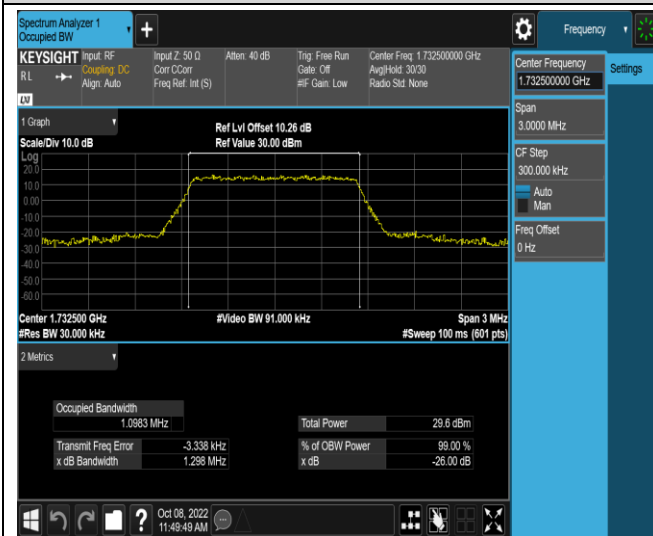 Spectrum Analyzer 1
Occupied BW
+
Frequency
KEYSIGHT
Input: RF
Coupling: DC
Align: Auto
Input Z: 50 Ω
Corr CCorr
Freq Ref: Int (S)
Atten: 40 dB
Trig: Free Run
Gate: Off
#IF Gain: Low
Center Freq: 1.732500000 GHz
Avg|Hold: 30/30
Radio Std: None
RL
LXI
Center Frequency
1.732500000 GHz
Settings
Span
3.0000 MHz
CF Step
300.000 kHz
Auto
Man
Freq Offset
0 Hz
1 Graph
Scale/Div 10.0 dB
Ref Lvl Offset 10.26 dB
Ref Value 30.00 dBm
Log
20.0
10.0
0.00
-10.0
-20.0
-30.0
-40.0
-50.0
-60.0
Center 1.732500 GHz
#Video BW 91.000 kHz
Span 3 MHz
#Res BW 30.000 kHz
#Sweep 100 ms (601 pts)
2 Metrics
Occupied Bandwidth
1.0983 MHz
Total Power 29.6 dBm
Transmit Freq Error -3.338 kHz
% of OBW Power 99.00 %
x dB Bandwidth 1.298 MHz
x dB -26.00 dB
?
Oct 08, 2022
11:49:49 AM